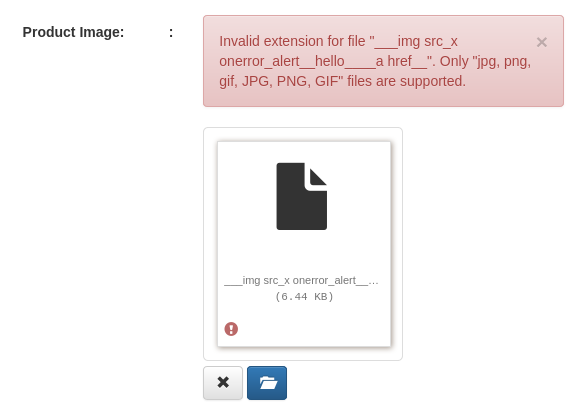 Product Image: :
Invalid extension for file "___img src_x
onerror_alert__hello____a href__". Only "jpg, png,
gif, JPG, PNG, GIF" files are supported.
×
___img src_x onerror_alert__...
(6.44 KB)